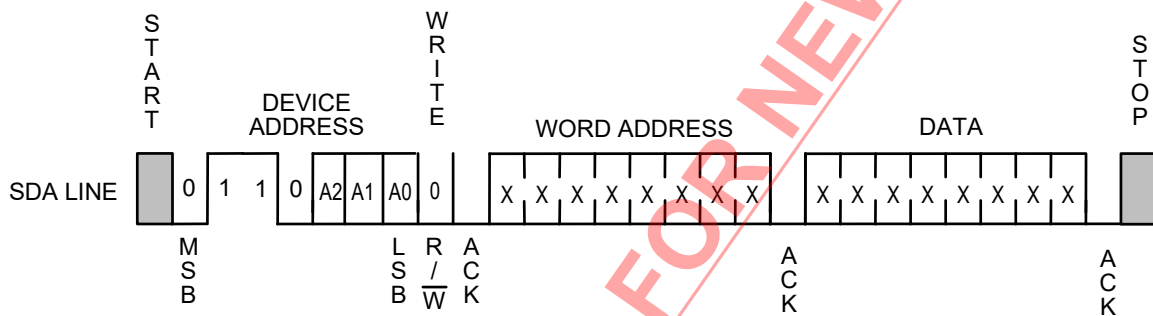 START
WRITE
STOP
DEVICE
ADDRESS
WORD ADDRESS
DATA
SDA LINE
0 1 1 0 A2 A1 A0 0 X X X X X X X X X X X X X X X X
MSB
LSB
R/W
ACK
ACK
ACK
FOR NEW